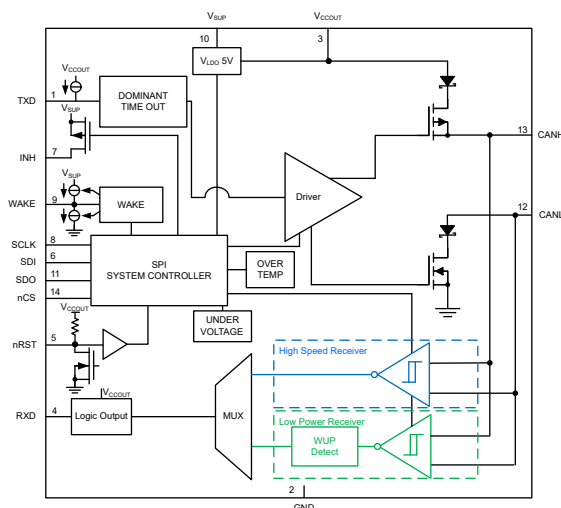 VSUP
VCCOUT
10
3
VLDO 5V
VCCOUT
TXD
1
DOMINANT
TIME OUT
VSUP
INH
7
13
CANH
VSUP
WAKE
9
WAKE
Driver
12
CANL
SCLK
8
SDI
6
SDO
11
nCS
14
SPI
SYSTEM CONTROLLER
OVER
TEMP
UNDER
VOLTAGE
VCCOUT
nRST
5
High Speed Receiver
VCCOUT
RXD
4
Logic Output
MUX
Low Power Receiver
WUP
Detect
2
GND